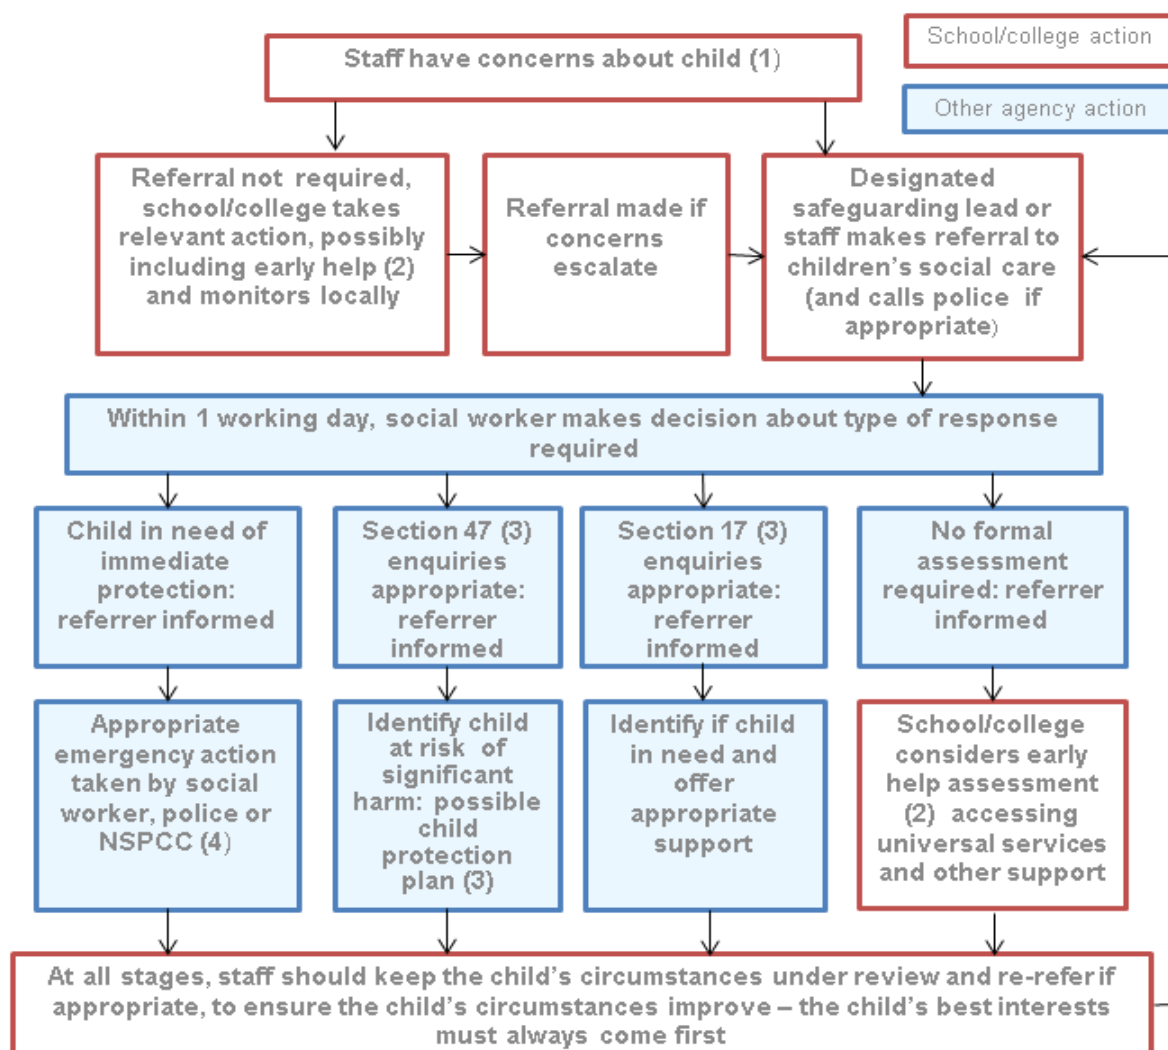 School/college action
Staff have concerns about child (1)
Other agency action
Referral not required,
school/college takes
relevant action, possibly
including early help (2)
and monitors locally
Referral made if
concerns
escalate
Designated
safeguarding lead or
staff makes referral to
children’s social care
(and calls police if
appropriate)
Within 1 working day, social worker makes decision about type of response
required
Child in need of
immediate
protection:
referrer informed
Section 47 (3)
enquiries
appropriate:
referrer
informed
Section 17 (3)
enquiries
appropriate:
referrer
informed
No formal
assessment
required: referrer
informed
Appropriate
emergency action
taken by social
worker, police or
NSPCC (4)
Identify child
at risk of
significant
harm: possible
child
protection
plan (3)
Identify if child
in need and
offer
appropriate
support
School/college
considers early
help assessment
(2) accessing
universal services
and other support
At all stages, staff should keep the child’s circumstances under review and re-refer if
appropriate, to ensure the child’s circumstances improve – the child’s best interests
must always come first